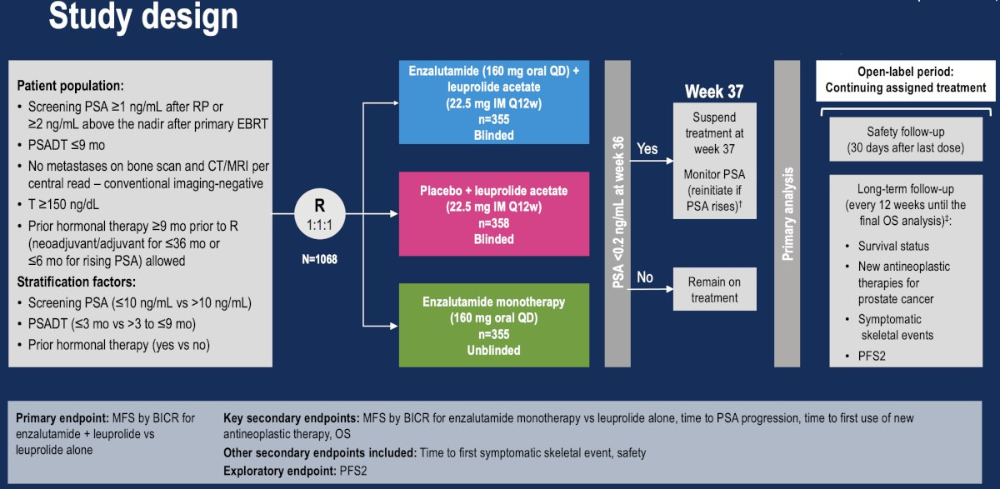 Study design
Patient population:
• Screening PSA ≥1 ng/mL after RP or
≥2 ng/mL above the nadir after primary EBRT
• PSADT ≤9 mo
• No metastases on bone scan and CT/MRI per
central read – conventional imaging-negative
• T ≥150 ng/dL
• Prior hormonal therapy ≥9 mo prior to R
(neoadjuvant/adjuvant for ≤36 mo or
≤6 mo for rising PSA) allowed
Stratification factors:
• Screening PSA (≤10 ng/mL vs >10 ng/mL)
• PSADT (≤3 mo vs >3 to ≤9 mo)
• Prior hormonal therapy (yes vs no)
R
1:1:1
N=1068
Enzalutamide (160 mg oral QD) +
leuprolide acetate
(22.5 mg IM Q12w)
n=355
Blinded
Placebo + leuprolide acetate
(22.5 mg IM Q12w)
n=358
Blinded
Enzalutamide monotherapy
(160 mg oral QD)
n=355
Unblinded
PSA <0.2 ng/mL at week 36
Yes
No
Week 37
Suspend
treatment at
week 37
Monitor PSA
(reinitiate if
PSA rises)†
Remain on
treatment
Primary analysis
Open-label period:
Continuing assigned treatment
Safety follow-up
(30 days after last dose)
Long-term follow-up
(every 12 weeks until the
final OS analysis)‡:
• Survival status
• New antineoplastic
therapies for
prostate cancer
• Symptomatic
skeletal events
• PFS2
Primary endpoint: MFS by BICR for
enzalutamide + leuprolide vs
leuprolide alone
Key secondary endpoints: MFS by BICR for enzalutamide monotherapy vs leuprolide alone, time to PSA progression, time to first use of new
antineoplastic therapy, OS
Other secondary endpoints included: Time to first symptomatic skeletal event, safety
Exploratory endpoint: PFS2